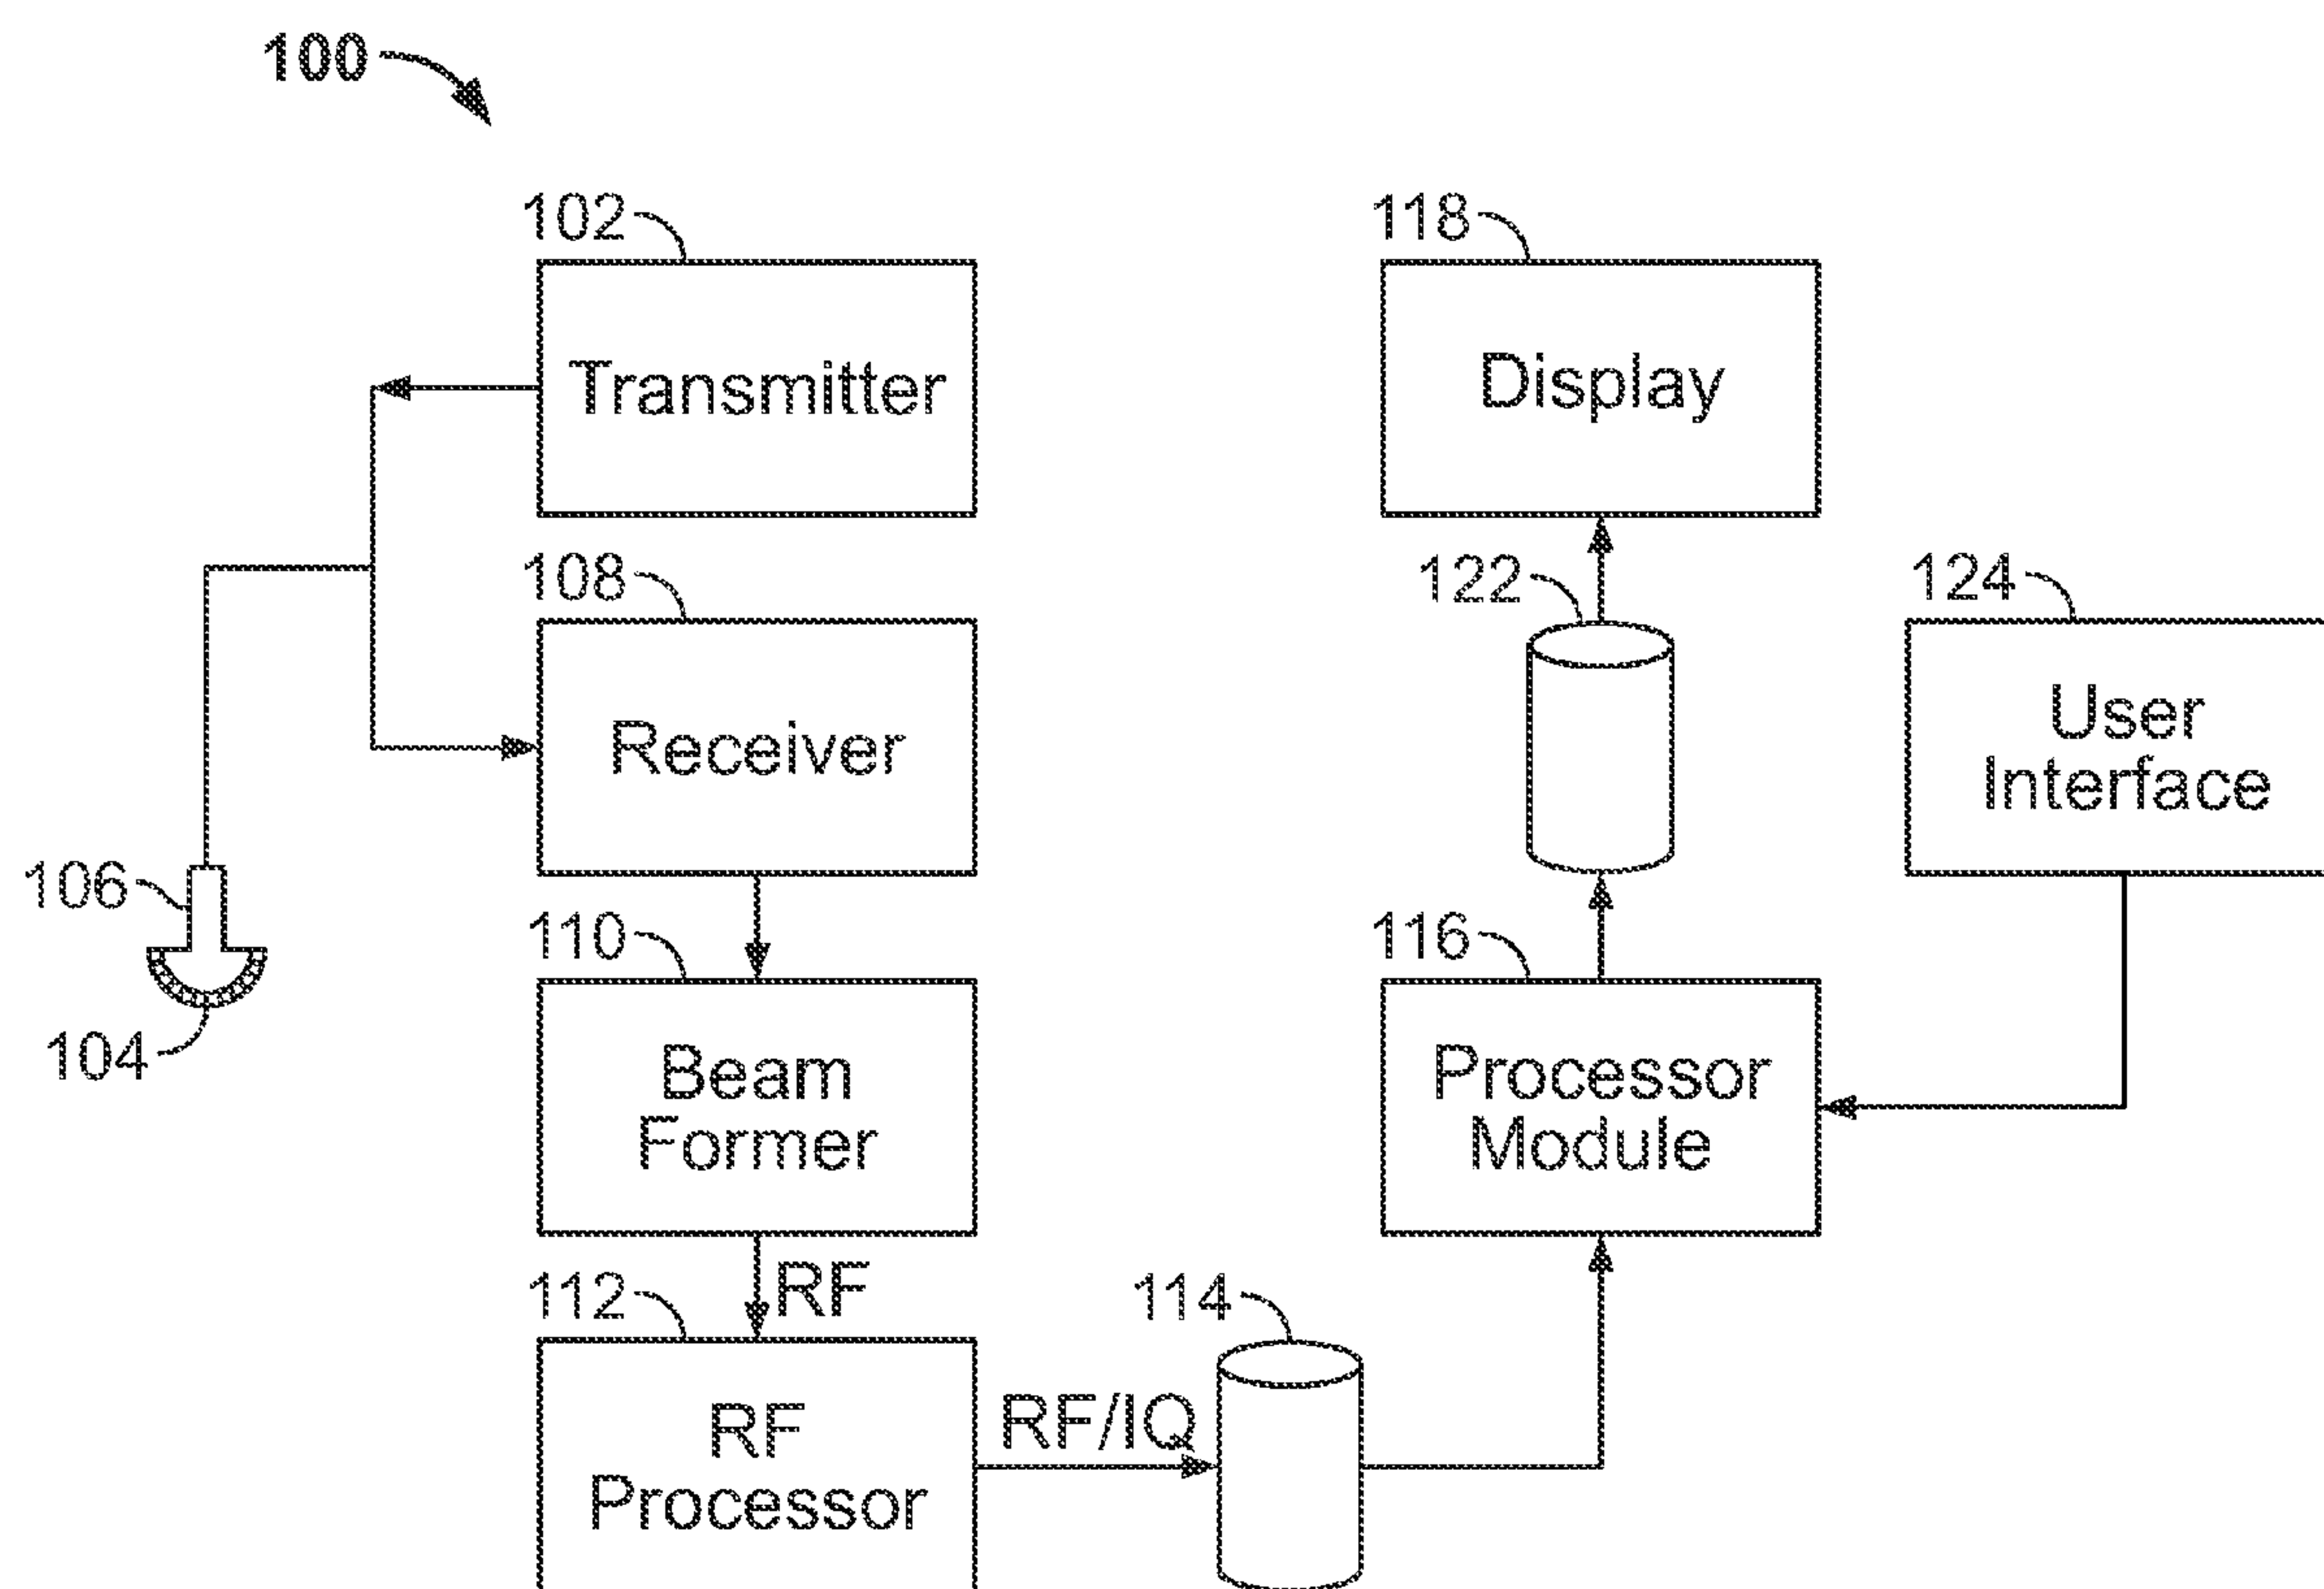 100
102
Transmitter
118
Display
108
Receiver
122
124
User
Interface
106
104
110
Beam
Former
116
Processor
Module
RF
112
RF
Processor
RF/IQ
114